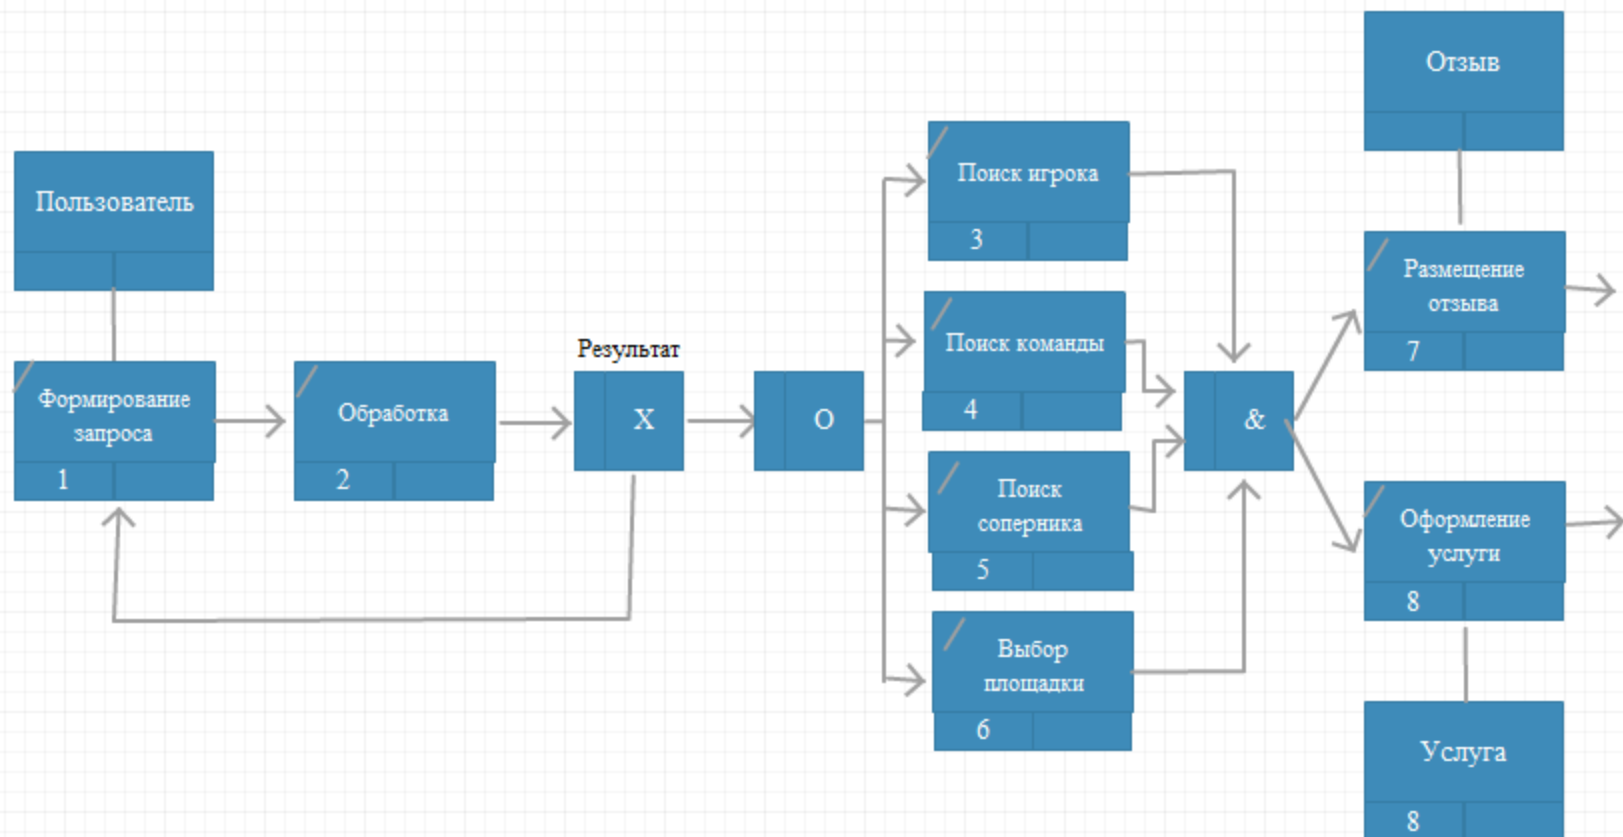 Пользователь
Формирование
запроса
1
Обработка
2
Результат
X
O
Поиск игрока
3
Поиск команды
4
Поиск
соперника
5
Выбор
площадки
6
&
Отзыв
Размещение
отзыва
7
Оформление
услуги
8
Услуга
8